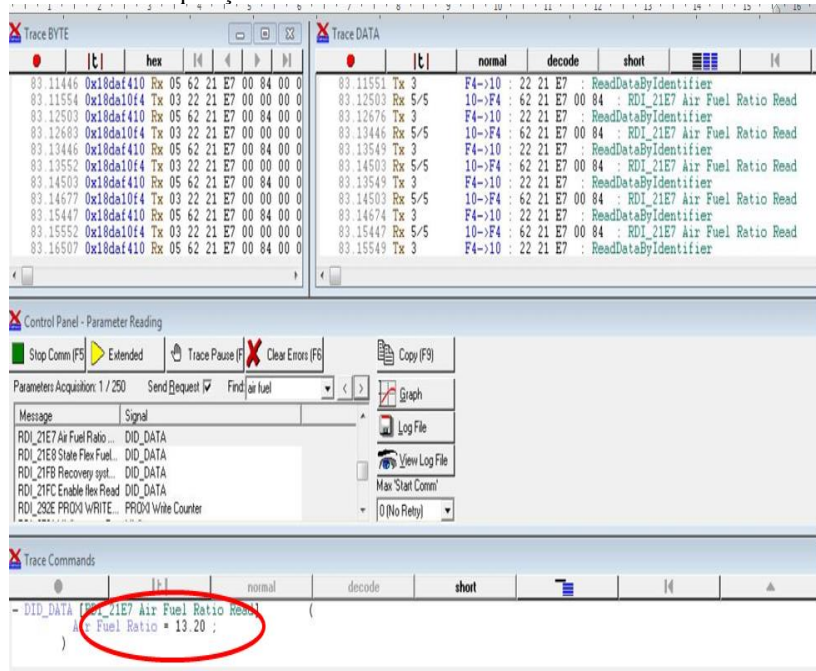 Trace BYTE
Trace DATA
|t| hex
|t| normal decode short
83.11446 0x18daf410 Rx 05 62 21 E7 00 84 00 0
83.11554 0x18da10f4 Tx 03 22 21 E7 00 00 00 0
83.12503 0x18daf410 Rx 05 62 21 E7 00 84 00 0
83.12683 0x18da10f4 Tx 03 22 21 E7 00 00 00 0
83.13446 0x18daf410 Rx 05 62 21 E7 00 84 00 0
83.13552 0x18da10f4 Tx 03 22 21 E7 00 00 00 0
83.14503 0x18daf410 Rx 05 62 21 E7 00 84 00 0
83.14677 0x18da10f4 Tx 03 22 21 E7 00 00 00 0
83.15447 0x18daf410 Rx 05 62 21 E7 00 84 00 0
83.15552 0x18da10f4 Tx 03 22 21 E7 00 00 00 0
83.16507 0x18daf410 Rx 05 62 21 E7 00 84 00 0
83.11551 Tx 3 F4->10 : 22 21 E7 : ReadDataByIdentifier
83.12503 Rx 5/5 10->F4 : 62 21 E7 00 84 : RDI_21E7 Air Fuel Ratio Read
83.12676 Tx 3 F4->10 : 22 21 E7 : ReadDataByIdentifier
83.13446 Rx 5/5 10->F4 : 62 21 E7 00 84 : RDI_21E7 Air Fuel Ratio Read
83.13549 Tx 3 F4->10 : 22 21 E7 : ReadDataByIdentifier
83.14503 Rx 5/5 10->F4 : 62 21 E7 00 84 : RDI_21E7 Air Fuel Ratio Read
83.13549 Tx 3 F4->10 : 22 21 E7 : ReadDataByIdentifier
83.14503 Rx 5/5 10->F4 : 62 21 E7 00 84 : RDI_21E7 Air Fuel Ratio Read
83.14674 Tx 3 F4->10 : 22 21 E7 : ReadDataByIdentifier
83.15447 Rx 5/5 10->F4 : 62 21 E7 00 84 : RDI_21E7 Air Fuel Ratio Read
83.15549 Tx 3 F4->10 : 22 21 E7 : ReadDataByIdentifier
Control Panel - Parameter Reading
Stop Comm (F5 Extended Trace Pause (F Clear Errors (F6 Copy (F9)
Parameters Acquisition: 1 / 250 Send Request Find: air fuel < >
Graph
Message Signal
RDI_21E7 Air Fuel Ratio ... DID_DATA
RDI_21E8 State Flex Fuel... DID_DATA
RDI_21FB Recovery syst... DID_DATA
RDI_21FC Enable flex Read DID_DATA
RDI_292E PROXI WRITE... PROXI Write Counter
Log File
View Log File
Max 'Start Comm'
0 (No Retry)
Trace Commands
|t| normal decode short
- DID_DATA [RDI_21E7 Air Fuel Ratio Read] (
Air Fuel Ratio = 13.20 ;
)